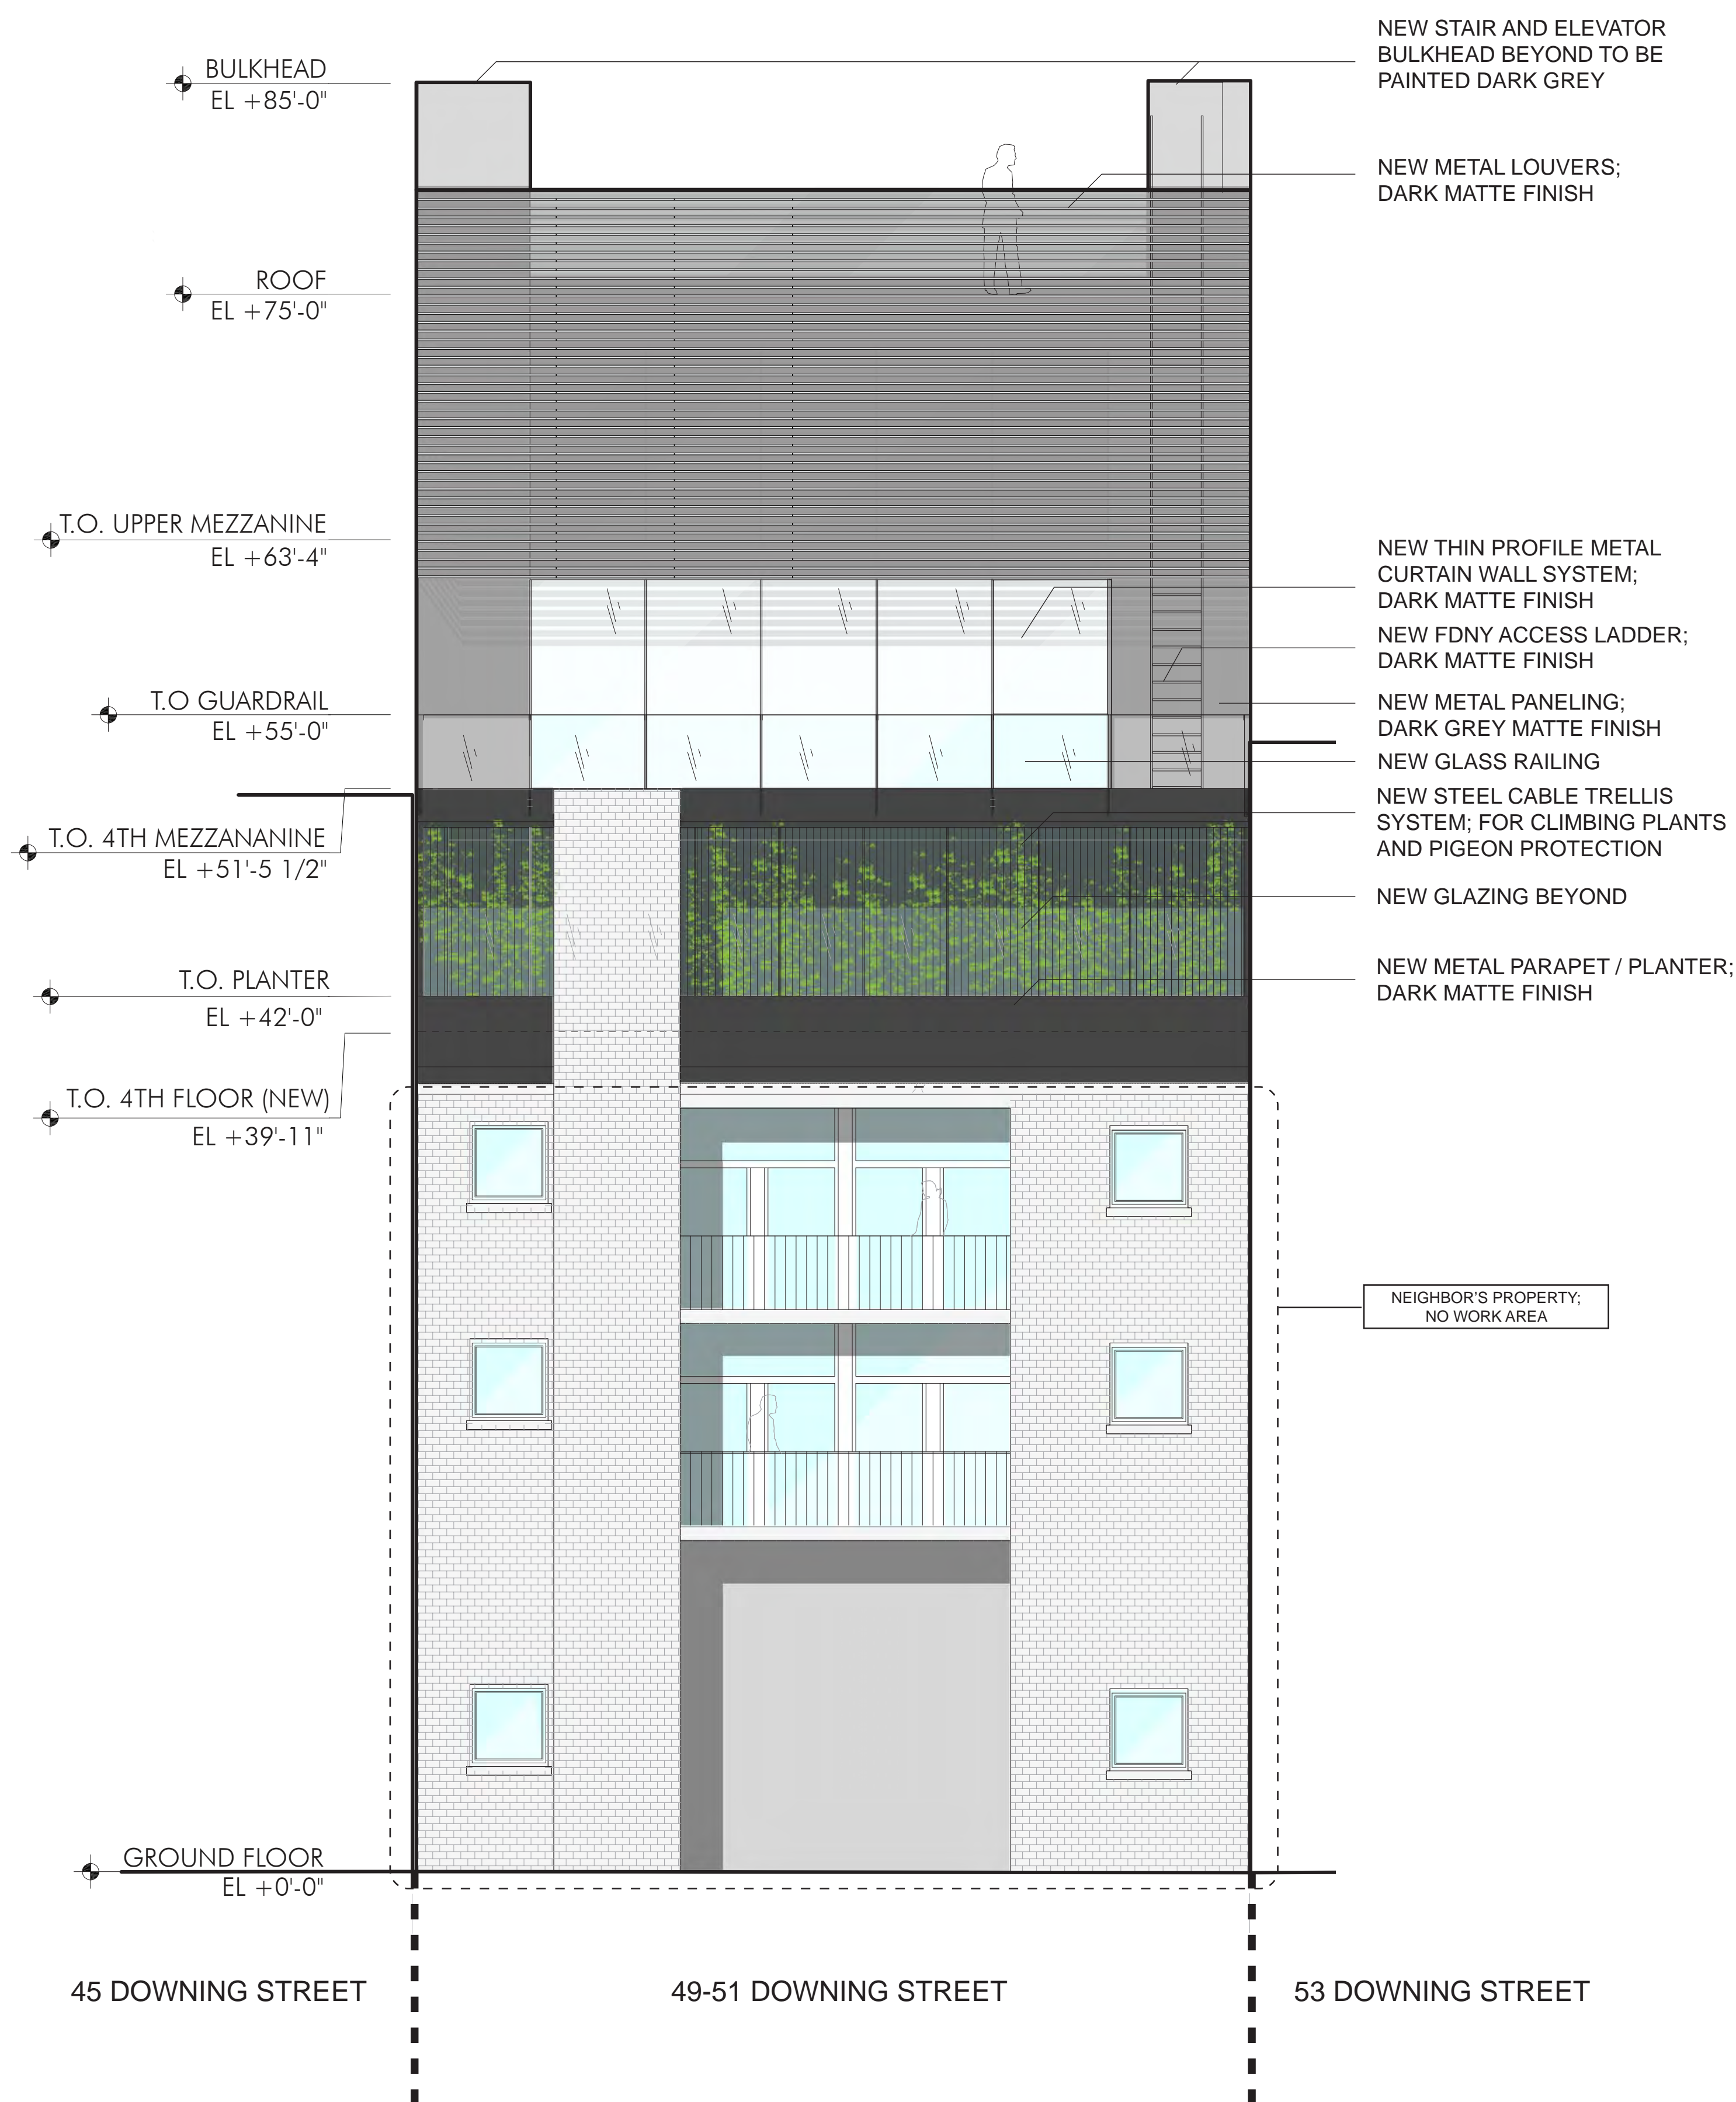 BULKHEAD
EL +85'-0"
ROOF
EL +75'-0"
T.O. UPPER MEZZANINE
EL +63'-4"
T.O GUARDRAIL
EL +55'-0"
T.O. 4TH MEZZANANINE
EL +51'-5 1/2"
T.O. PLANTER
EL +42'-0"
T.O. 4TH FLOOR (NEW)
EL +39'-11"
GROUND FLOOR
EL +0'-0"
NEW STAIR AND ELEVATOR
BULKHEAD BEYOND TO BE
PAINTED DARK GREY
NEW METAL LOUVERS;
DARK MATTE FINISH
NEW THIN PROFILE METAL
CURTAIN WALL SYSTEM;
DARK MATTE FINISH
NEW FDNY ACCESS LADDER;
DARK MATTE FINISH
NEW METAL PANELING;
DARK GREY MATTE FINISH
NEW GLASS RAILING
NEW STEEL CABLE TRELLIS
SYSTEM; FOR CLIMBING PLANTS
AND PIGEON PROTECTION
NEW GLAZING BEYOND
NEW METAL PARAPET / PLANTER;
DARK MATTE FINISH
NEIGHBOR'S PROPERTY;
NO WORK AREA
45 DOWNING STREET
49-51 DOWNING STREET
53 DOWNING STREET